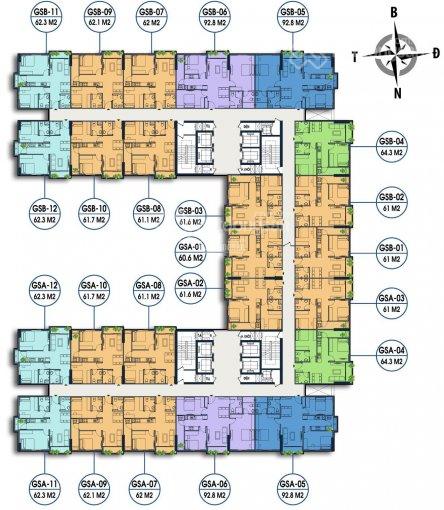 GSB-11
62.3 M2
GSB-09
62.1 M2
GSB-07
62 M2
GSB-06
92.8 M2
GSB-05
92.8 M2
B
T
Đ
N
GSB-04
64.3 M2
GSB-02
61 M2
GSB-12
62.3 M2
GSB-10
61.7 M2
GSB-08
61.1 M2
GSB-03
61.6 M2
GSA-01
60.6 M2
GSB-01
61 M2
GSA-02
61.6 M2
GSA-03
61 M2
GSA-12
62.3 M2
GSA-10
61.7 M2
GSA-08
61.1 M2
GSA-04
64.3 M2
GSA-11
62.3 M2
GSA-09
62.1 M2
GSA-07
62 M2
GSA-06
92.8 M2
GSA-05
92.8 M2